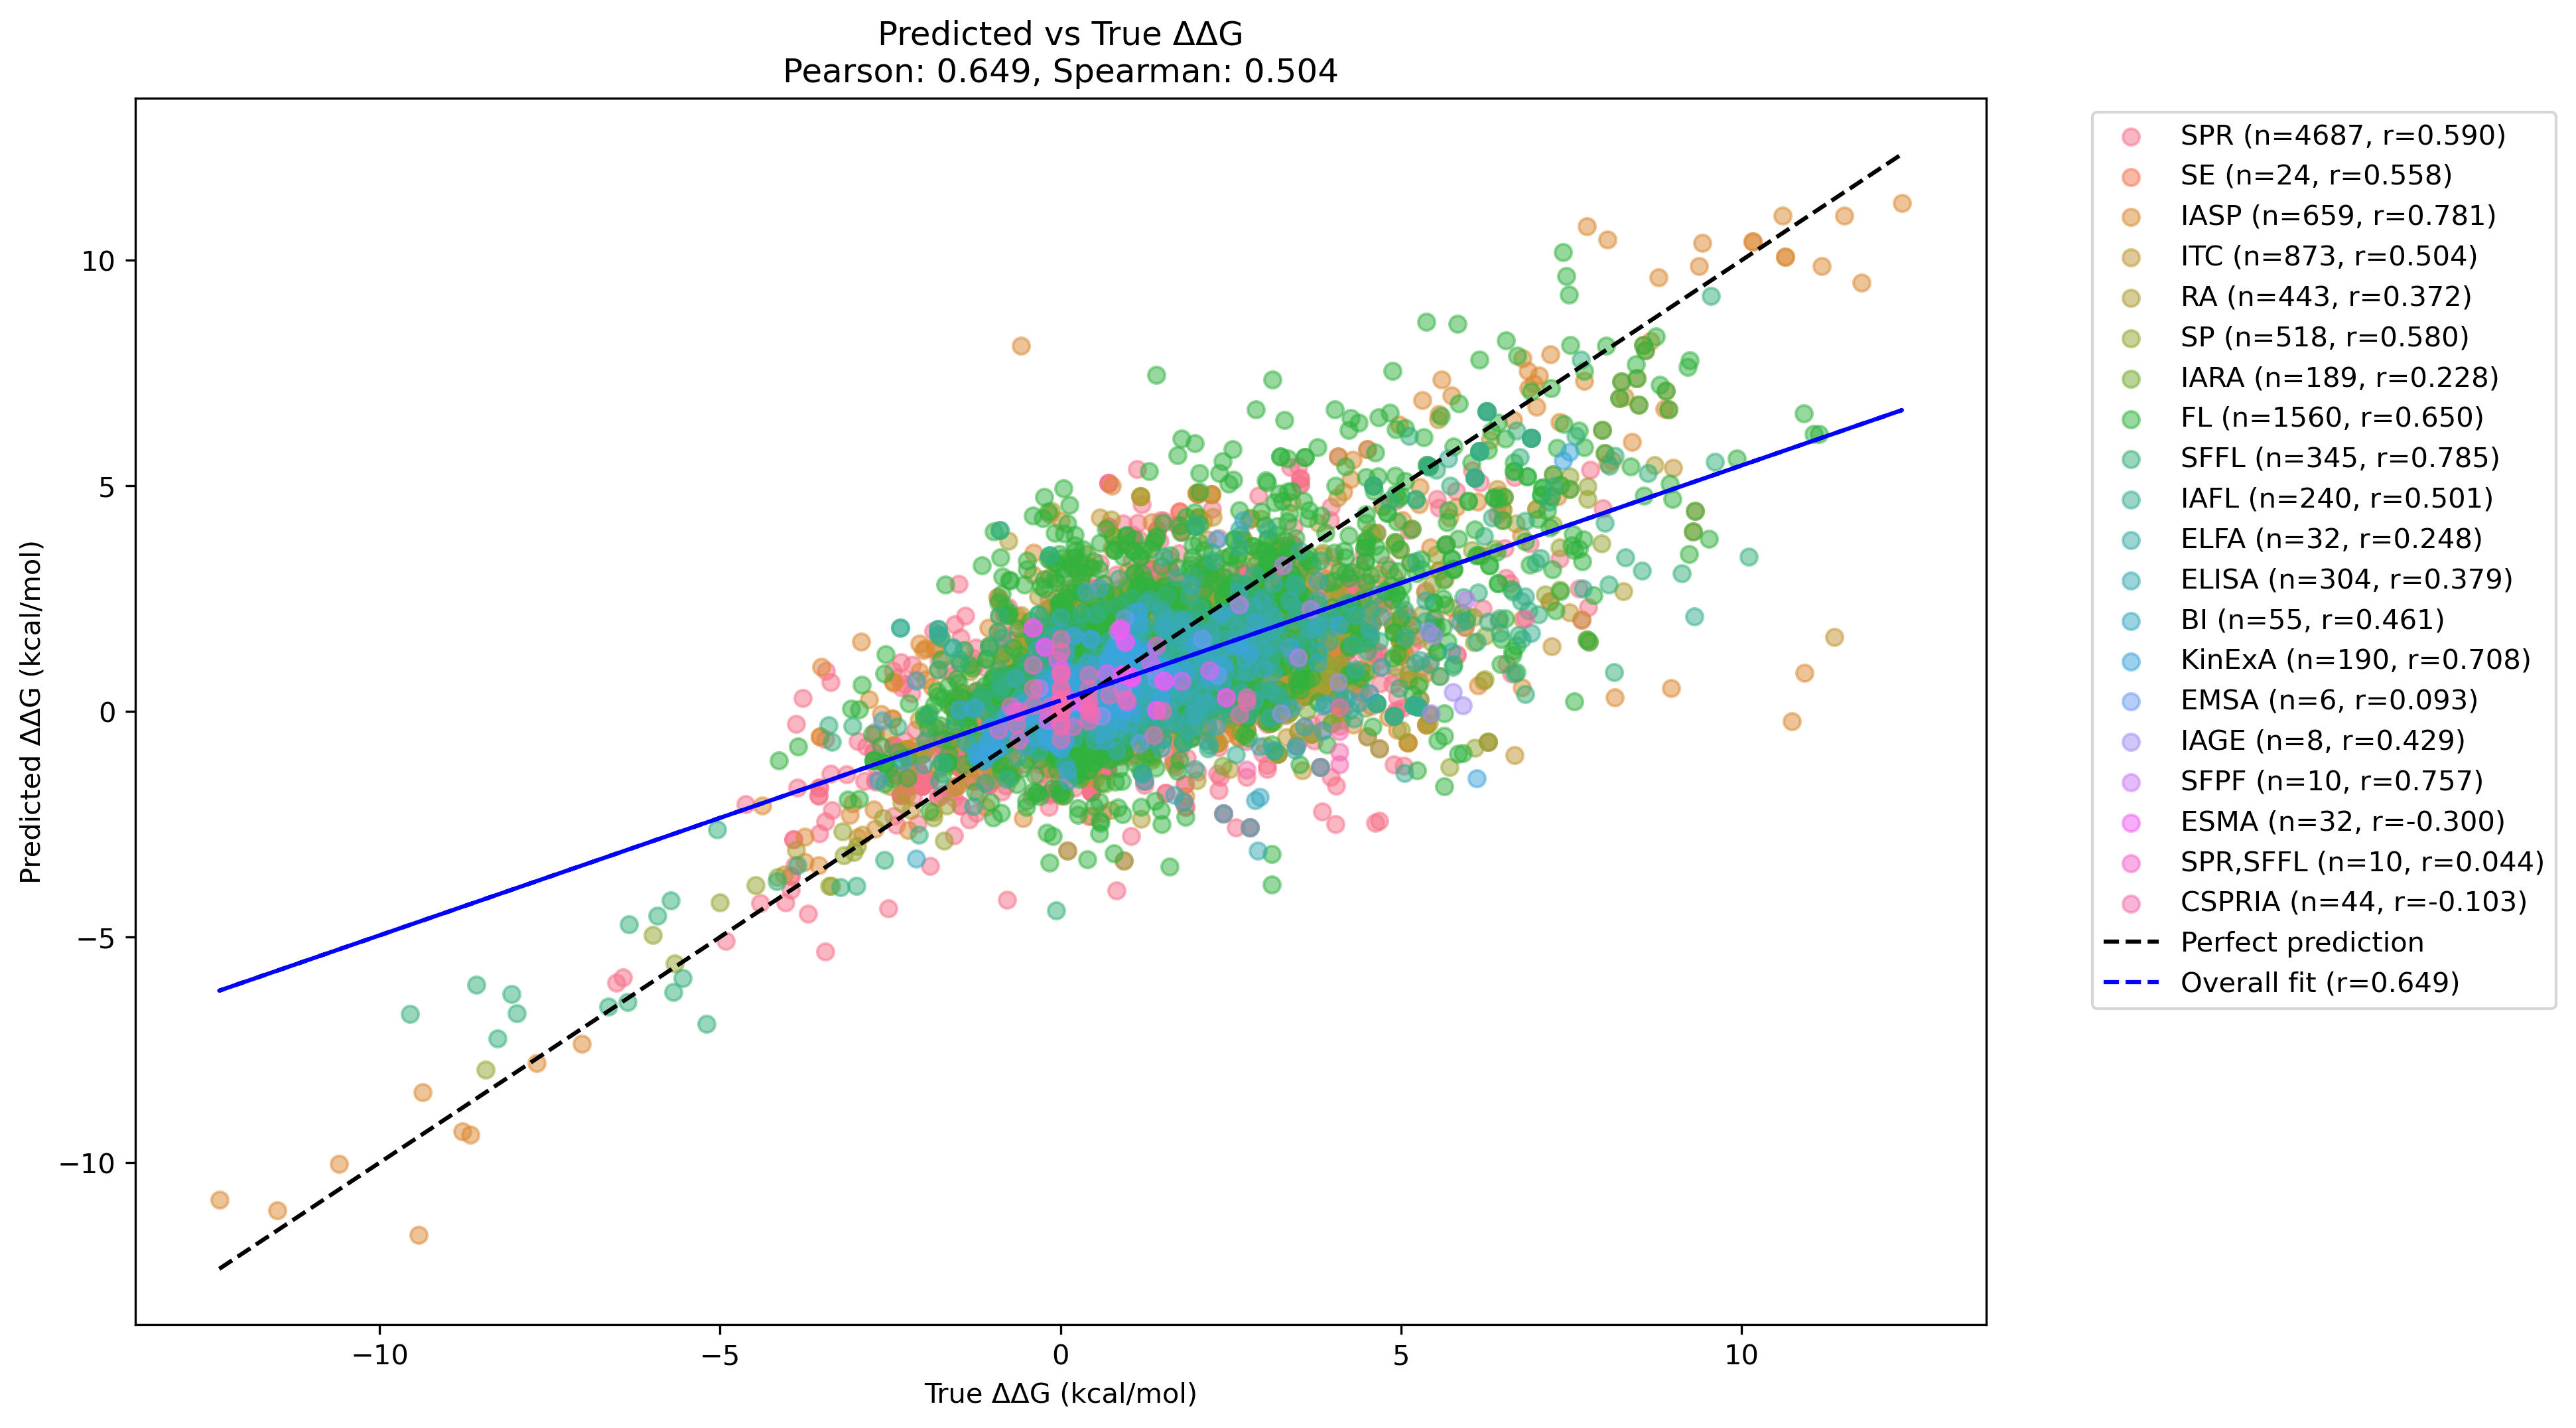 Predicted vs True ΔΔG
Pearson: 0.649, Spearman: 0.504
Predicted ΔΔG (kcal/mol)
10
5
0
−5
−10
−10
−5
0
5
10
True ΔΔG (kcal/mol)
SPR (n=4687, r=0.590)
SE (n=24, r=0.558)
IASP (n=659, r=0.781)
ITC (n=873, r=0.504)
RA (n=443, r=0.372)
SP (n=518, r=0.580)
IARA (n=189, r=0.228)
FL (n=1560, r=0.650)
SFFL (n=345, r=0.785)
IAFL (n=240, r=0.501)
ELFA (n=32, r=0.248)
ELISA (n=304, r=0.379)
BI (n=55, r=0.461)
KinExA (n=190, r=0.708)
EMSA (n=6, r=0.093)
IAGE (n=8, r=0.429)
SFPF (n=10, r=0.757)
ESMA (n=32, r=-0.300)
SPR,SFFL (n=10, r=0.044)
CSPRIA (n=44, r=-0.103)
Perfect prediction
Overall fit (r=0.649)